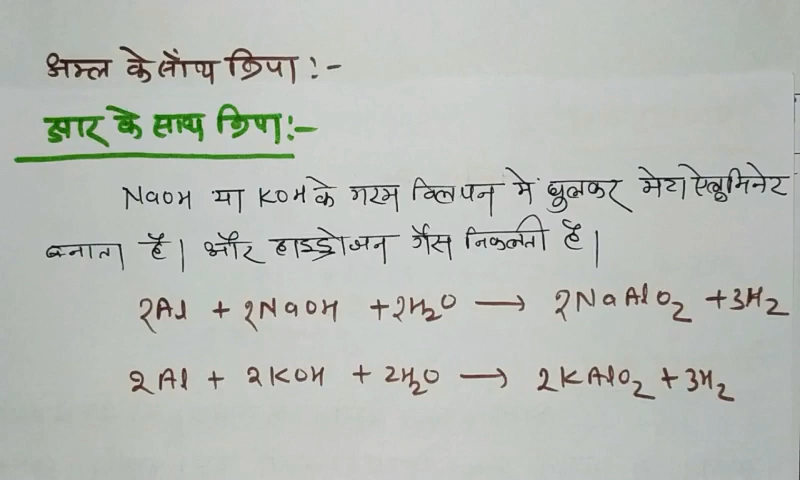 अम्ल के साथ क्रिया :-
क्षार के साथ क्रिया :-
NaOH या KOH के गरम विलयन में घुलकर मेटाऐलुमिनेट
बनाता है। और हाइड्रोजन गैस निकलती है।
2Al + 2NaOH + 2H₂O ⟶ 2NaAlO₂ + 3H₂
2Al + 2KOH + 2H₂O ⟶ 2KAlO₂ + 3H₂